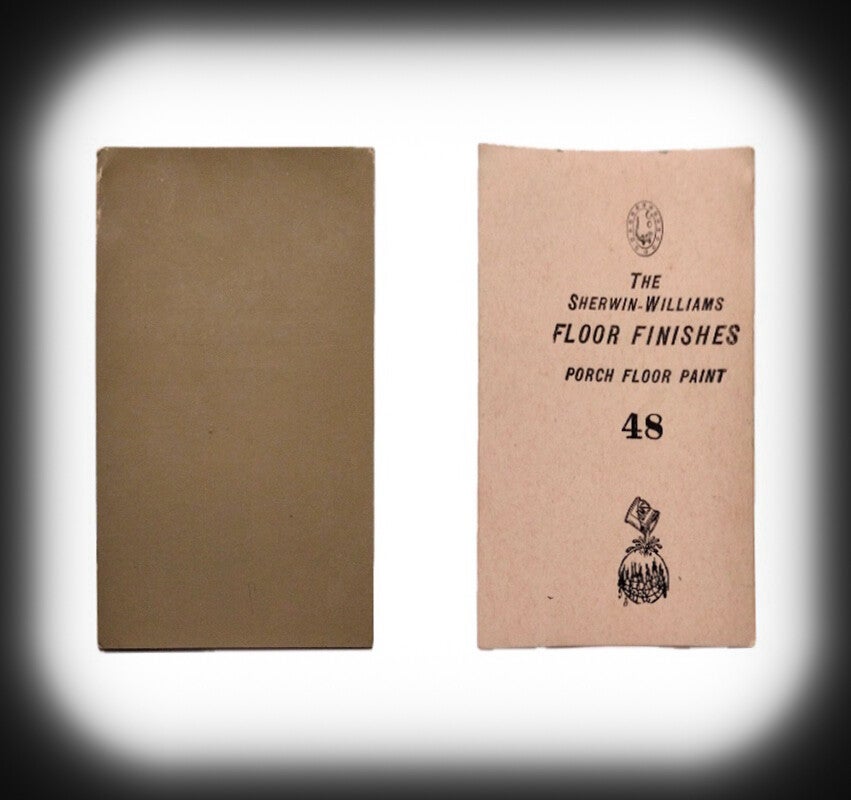 THE
SHERWIN-WILLIAMS
FLOOR FINISHES
PORCH FLOOR PAINT
48